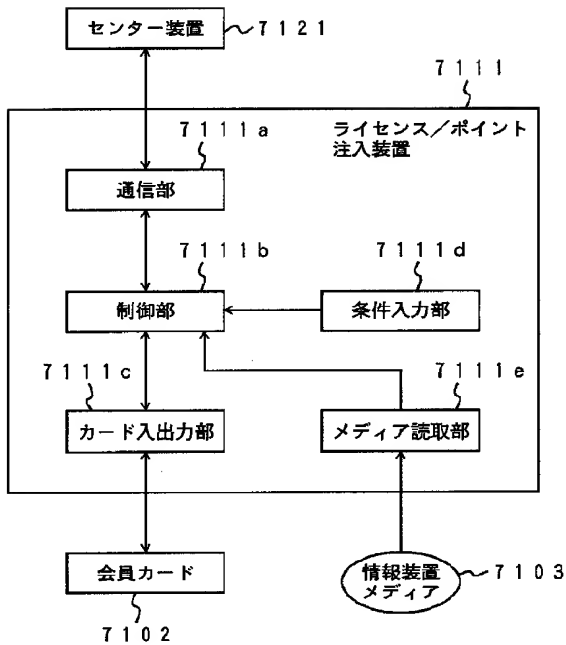 センター装置
7121
7111
7111a
ライセンス/ポイント
注入装置
通信部
7111b
7111d
制御部
条件入力部
7111c
7111e
カード入出力部
メディア読取部
会員カード
情報装置
メディア
7103
7102